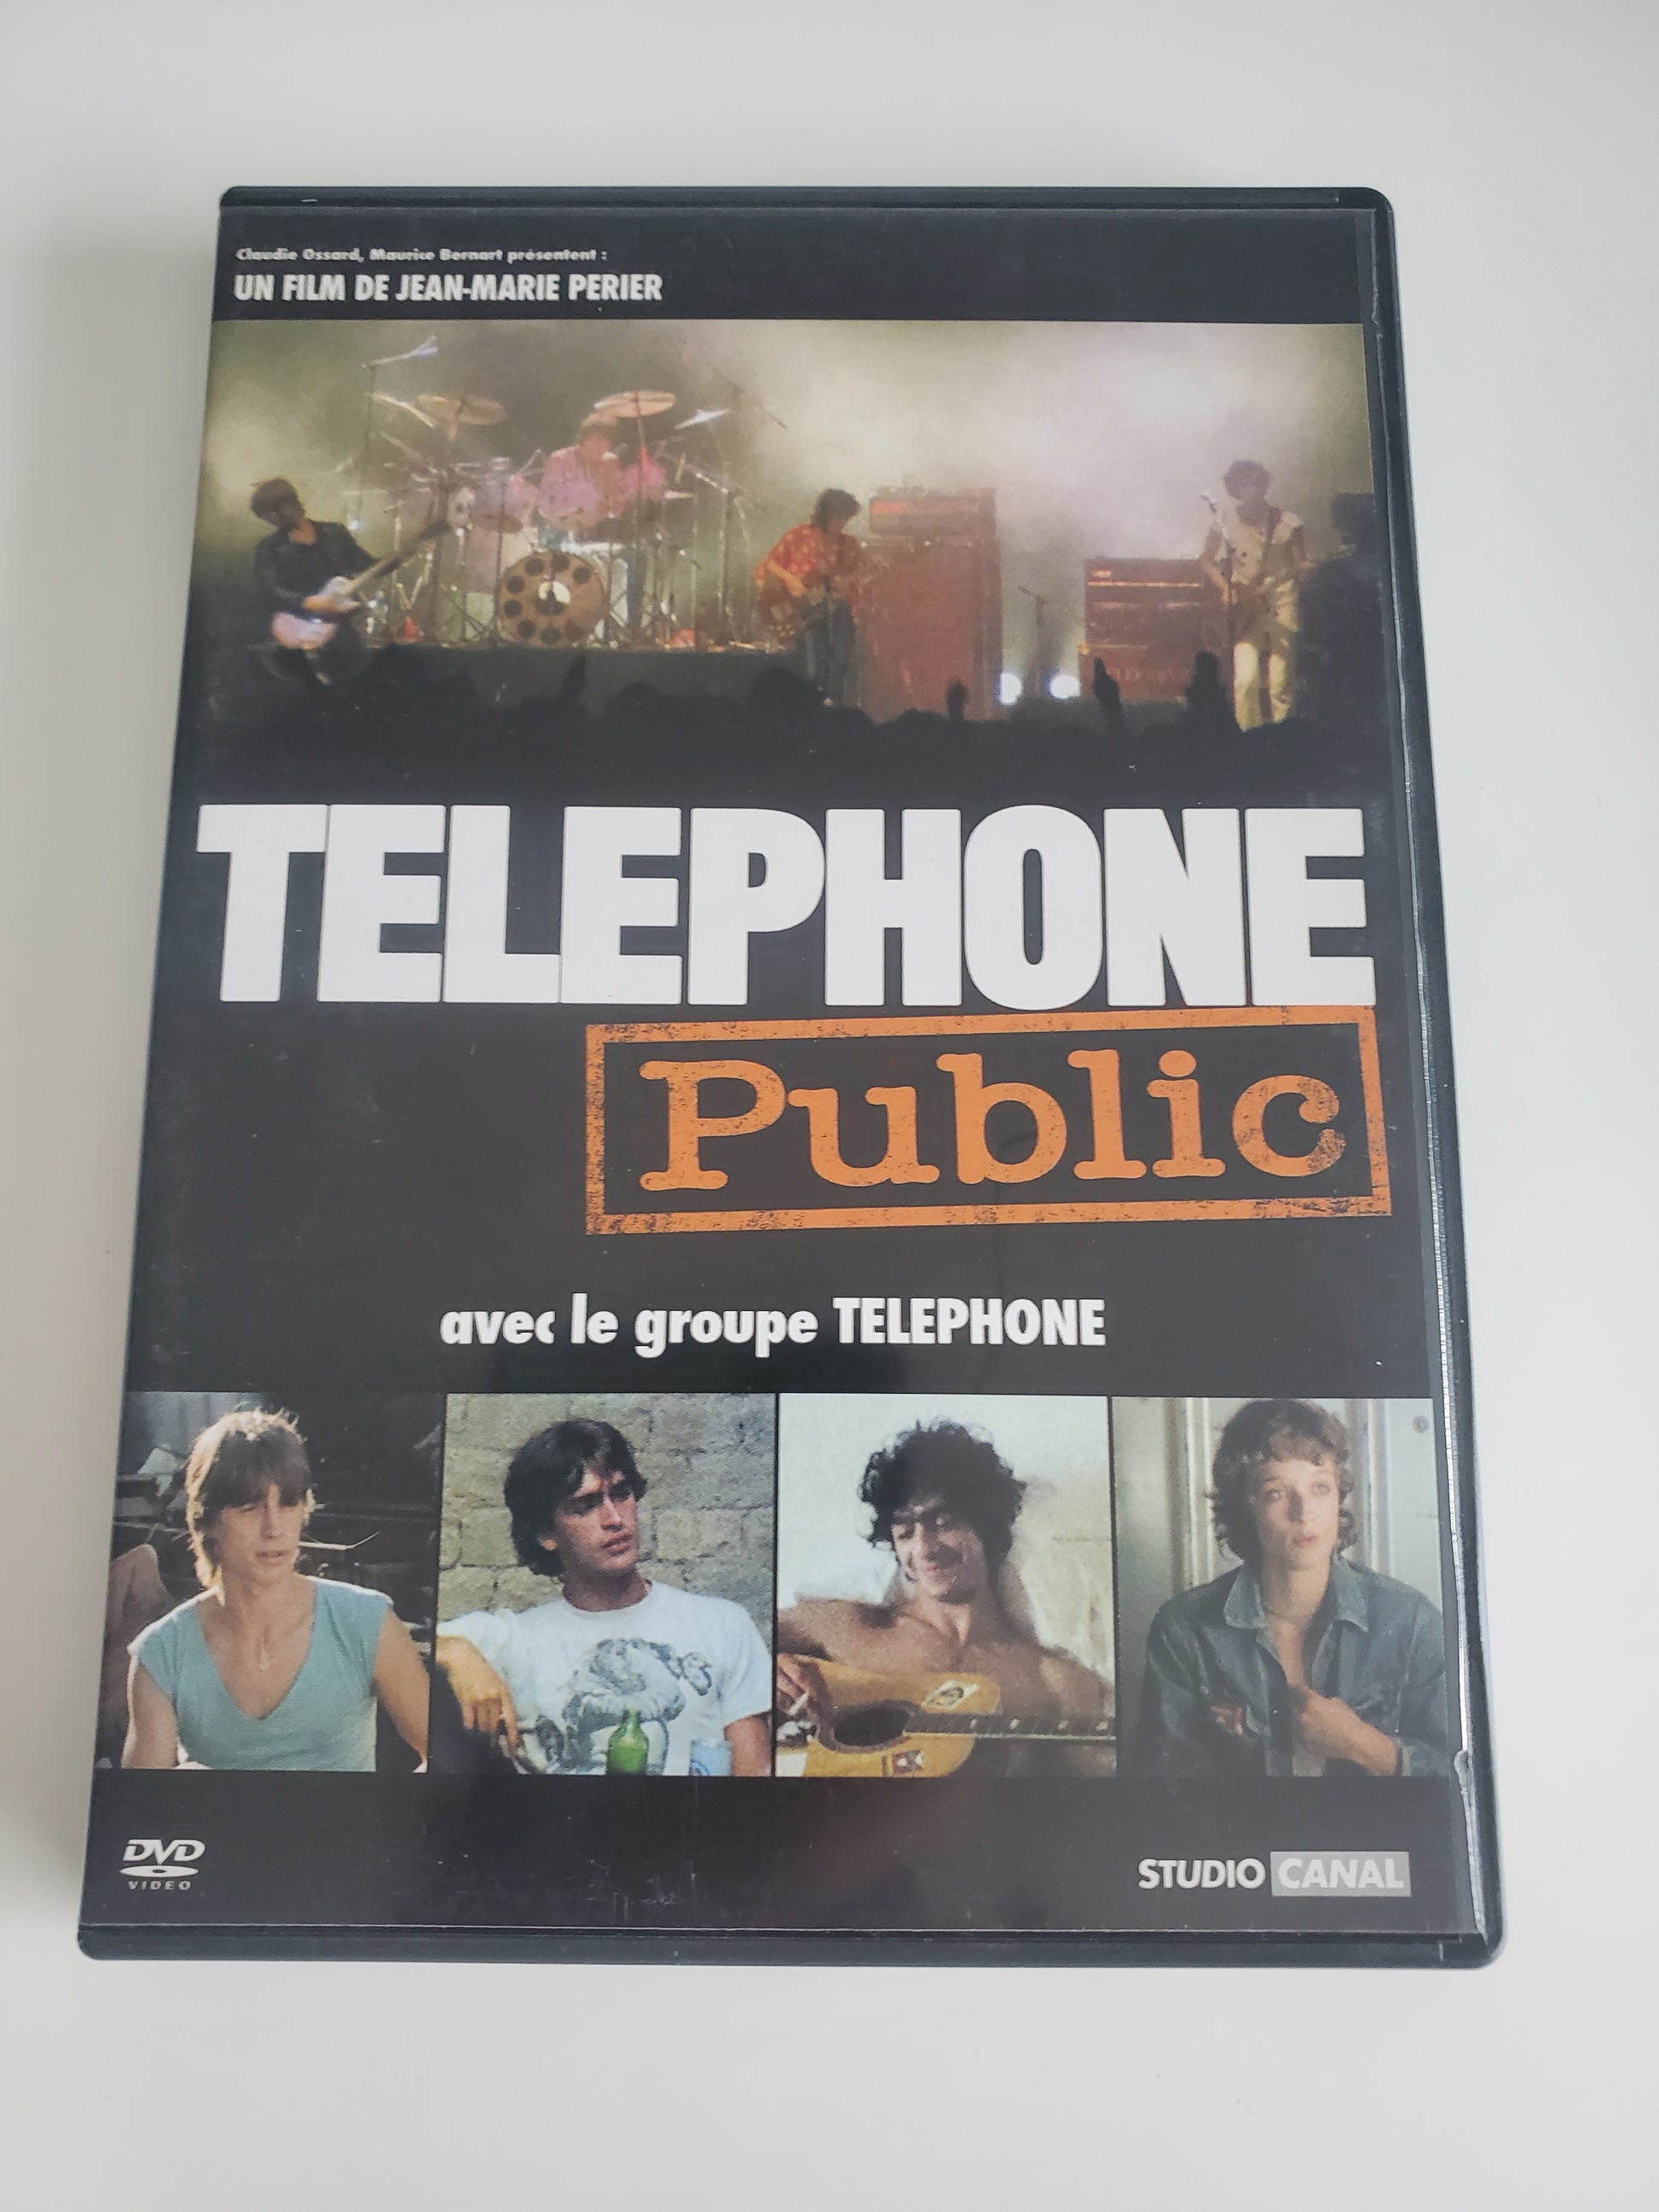 Claudie Ossard, Maurice Bernart présentent :
UN FILM DE JEAN-MARIE PERIER
TELEPHONE
Public
avec le groupe TELEPHONE
DVD
VIDEO
STUDIO CANAL